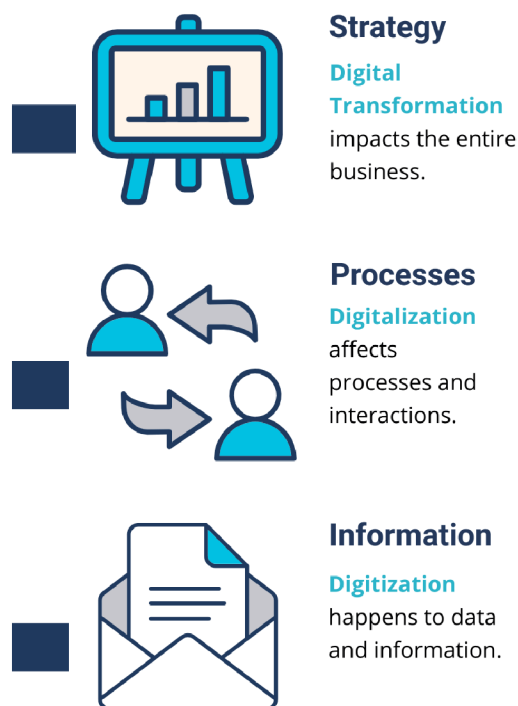 Strategy
Digital
Transformation
impacts the entire
business.
Processes
Digitalization
affects
processes and
interactions.
Information
Digitization
happens to data
and information.